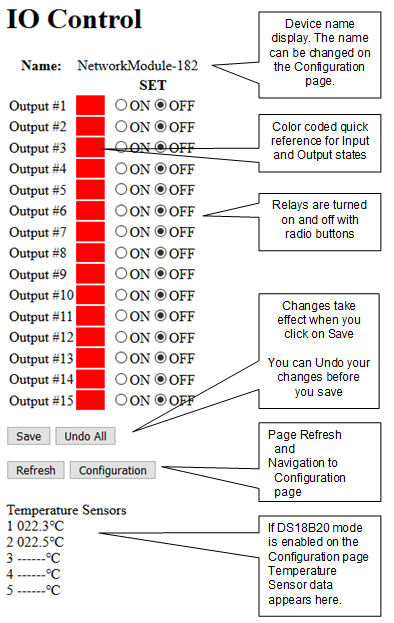 IO Control
Name: NetworkModule-182
SET
Output #1 ON OFF
Output #2 ON OFF
Output #3 ON OFF
Output #4 ON OFF
Output #5 ON OFF
Output #6 ON OFF
Output #7 ON OFF
Output #8 ON OFF
Output #9 ON OFF
Output #10 ON OFF
Output #11 ON OFF
Output #12 ON OFF
Output #13 ON OFF
Output #14 ON OFF
Output #15 ON OFF
Save Undo All
Refresh Configuration
Temperature Sensors
1 022.3°C
2 022.5°C
3 ------°C
4 ------°C
5 ------°C
Device name
display. The name
can be changed on
the Configuration
page.
Color coded quick
reference for Input
and Output states
Relays are turned
on and off with
radio buttons
Changes take
effect when you
click on Save
You can Undo your
changes before
you save
Page Refresh
and
Navigation to
Configuration
page
If DS18B20 mode
is enabled on the
Configuration page
Temperature
Sensor data
appears here.